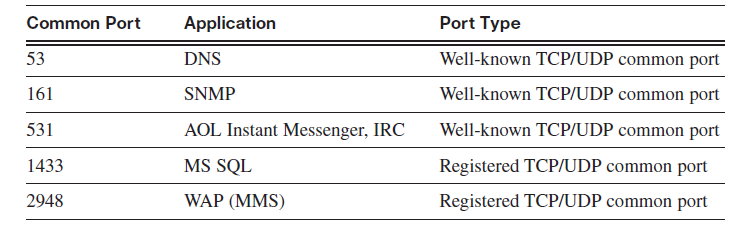 Common Port Application Port Type
53 DNS Well-known TCP/UDP common port
161 SNMP Well-known TCP/UDP common port
531 AOL Instant Messenger, IRC Well-known TCP/UDP common port
1433 MS SQL Registered TCP/UDP common port
2948 WAP (MMS) Registered TCP/UDP common port